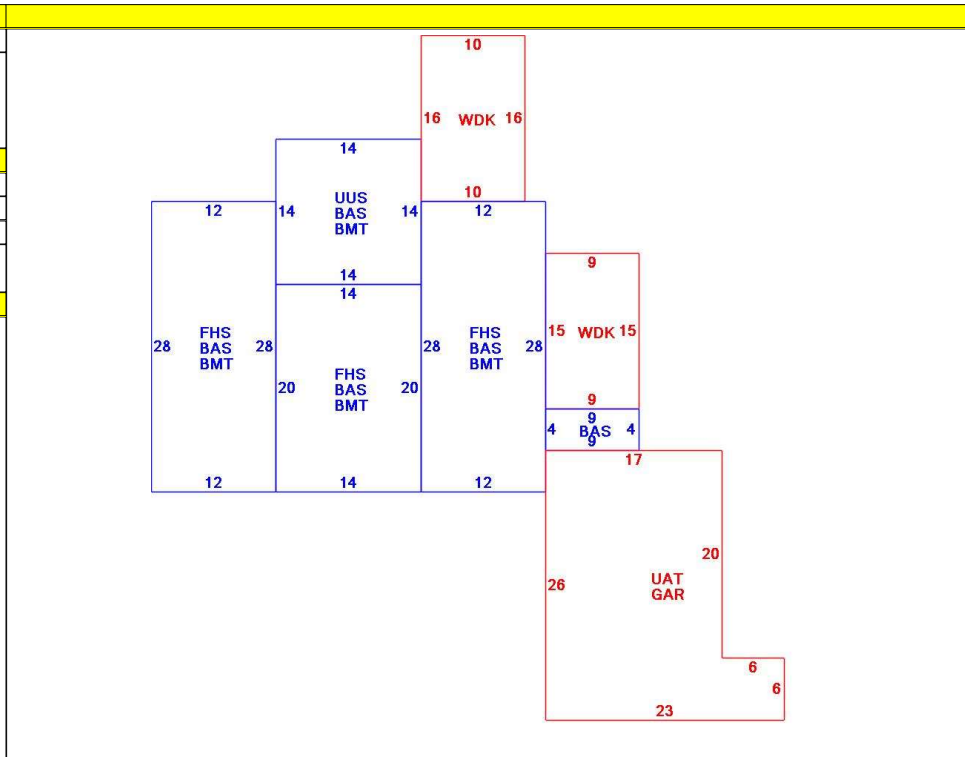 10
16 WDK 16
10
14
UUS
BAS
BMT
14 14
14
12
FHS
BAS
BMT
28 28
12
14
FHS
BAS
BMT
20 20
14
12
FHS
BAS
BMT
28 28
12
9
15 WDK 15
9
9
4 BAS 4
9
17
20
UAT
GAR
26
6
6
23